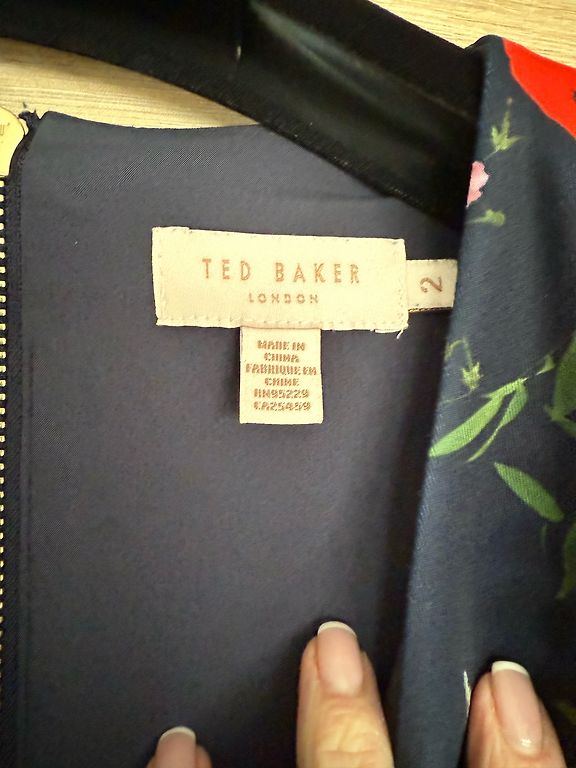 TED BAKER
LONDON
2
MADE IN
CHINA
FABRIQUE EN
CHINE
RN95229
CA25459